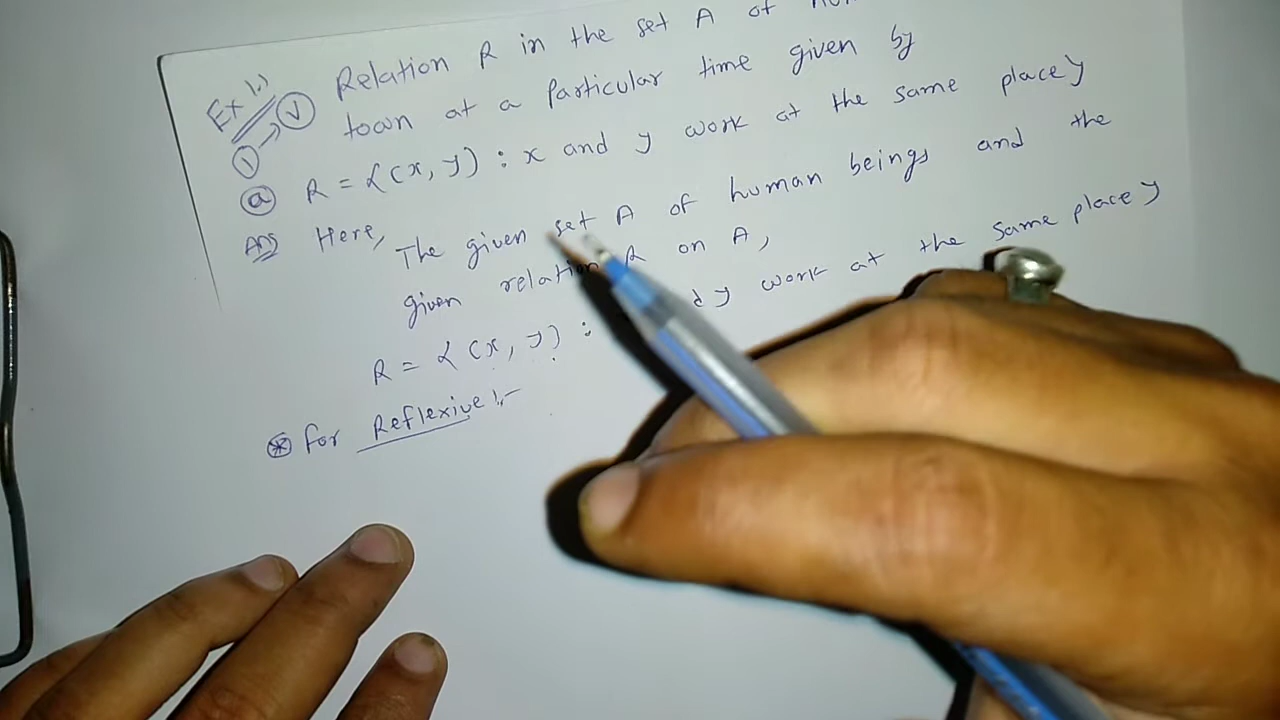 Ex 1.1
Relation R in the set A of
1 → v town at a particular time given by
a R = {(x, y) : x and y work at the same place}
Ans Here,
The given set A of human beings and the
given relation R on A,
R = {(x, y) : y work at the same place}
* For Reflexive :-